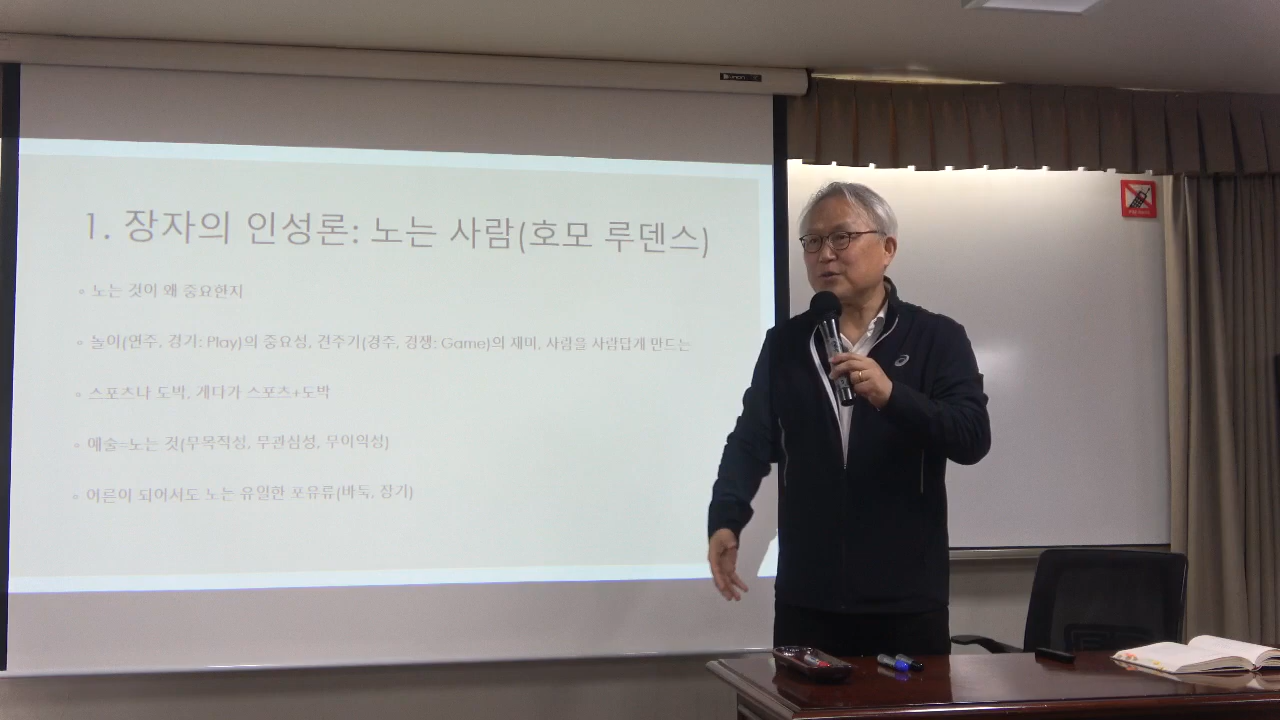 1. 장자의 인성론: 노는 사람(호모 루덴스)
◦ 노는 것이 왜 중요한지
◦ 놀이(연주, 경기: Play)의 중요성, 견주기(경주, 경쟁: Game)의 재미, 사람을 사람답게 만드는
◦ 스포츠나 도박, 게다가 스포츠+도박
◦ 예술=노는 것(무목적성, 무관심성, 무이익성)
◦ 어른이 되어서도 노는 유일한 포유류(바둑, 장기)